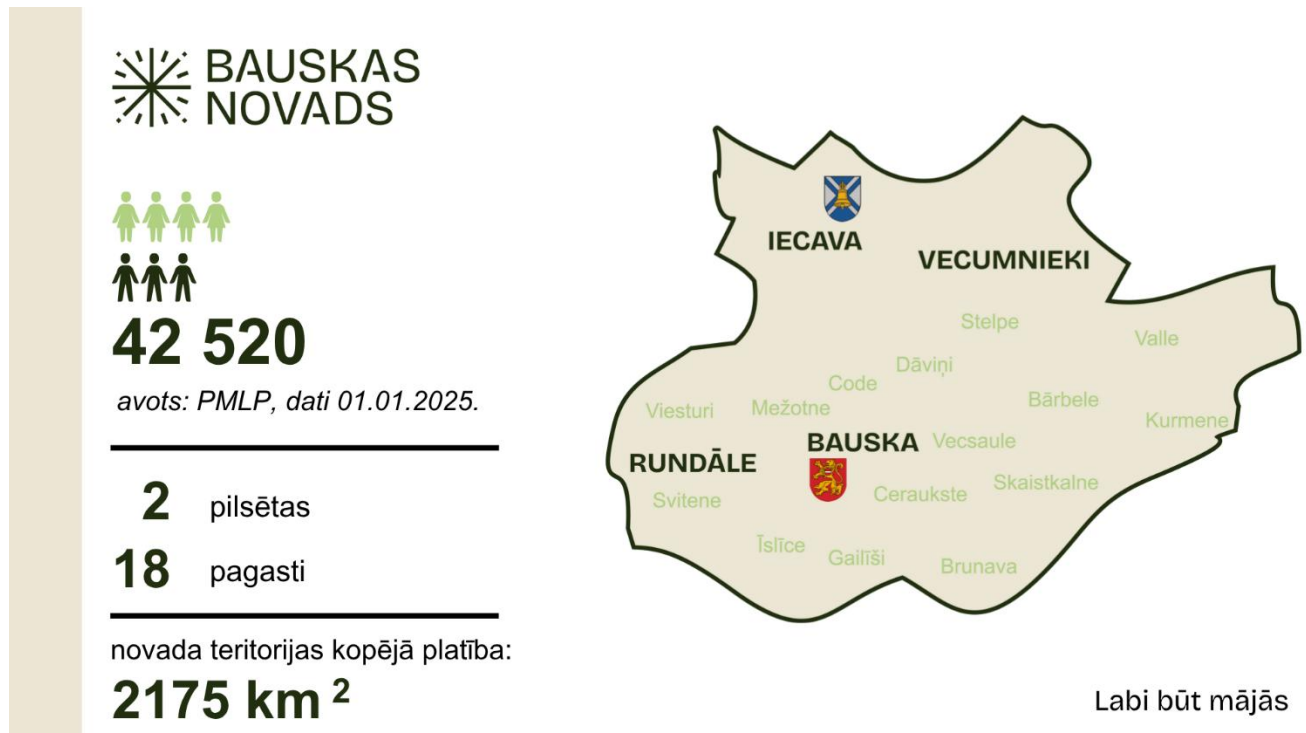 BAUSKAS
NOVADS
42 520
avots: PMLP, dati 01.01.2025.
2 pilsētas
18 pagasti
novada teritorijas kopējā platība:
2175 km ²
IECAVA
VECUMNIEKI
Stelpe
Valle
Dāviņi
Code
Bārbele
Viesturi
Mežotne
Kurmene
BAUSKA
Vecsaule
RUNDĀLE
Skaistkalne
Svitene
Ceraukste
Īslīce
Gailīši
Brunava
Labi būt mājās